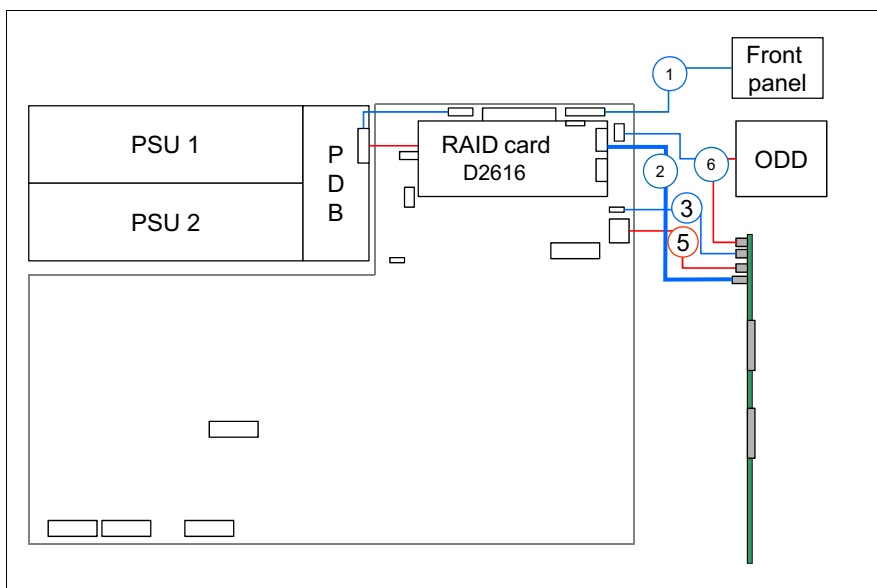 Front
panel
1
PSU 1
P
D
B
RAID card
D2616
ODD
2
6
PSU 2
3
5